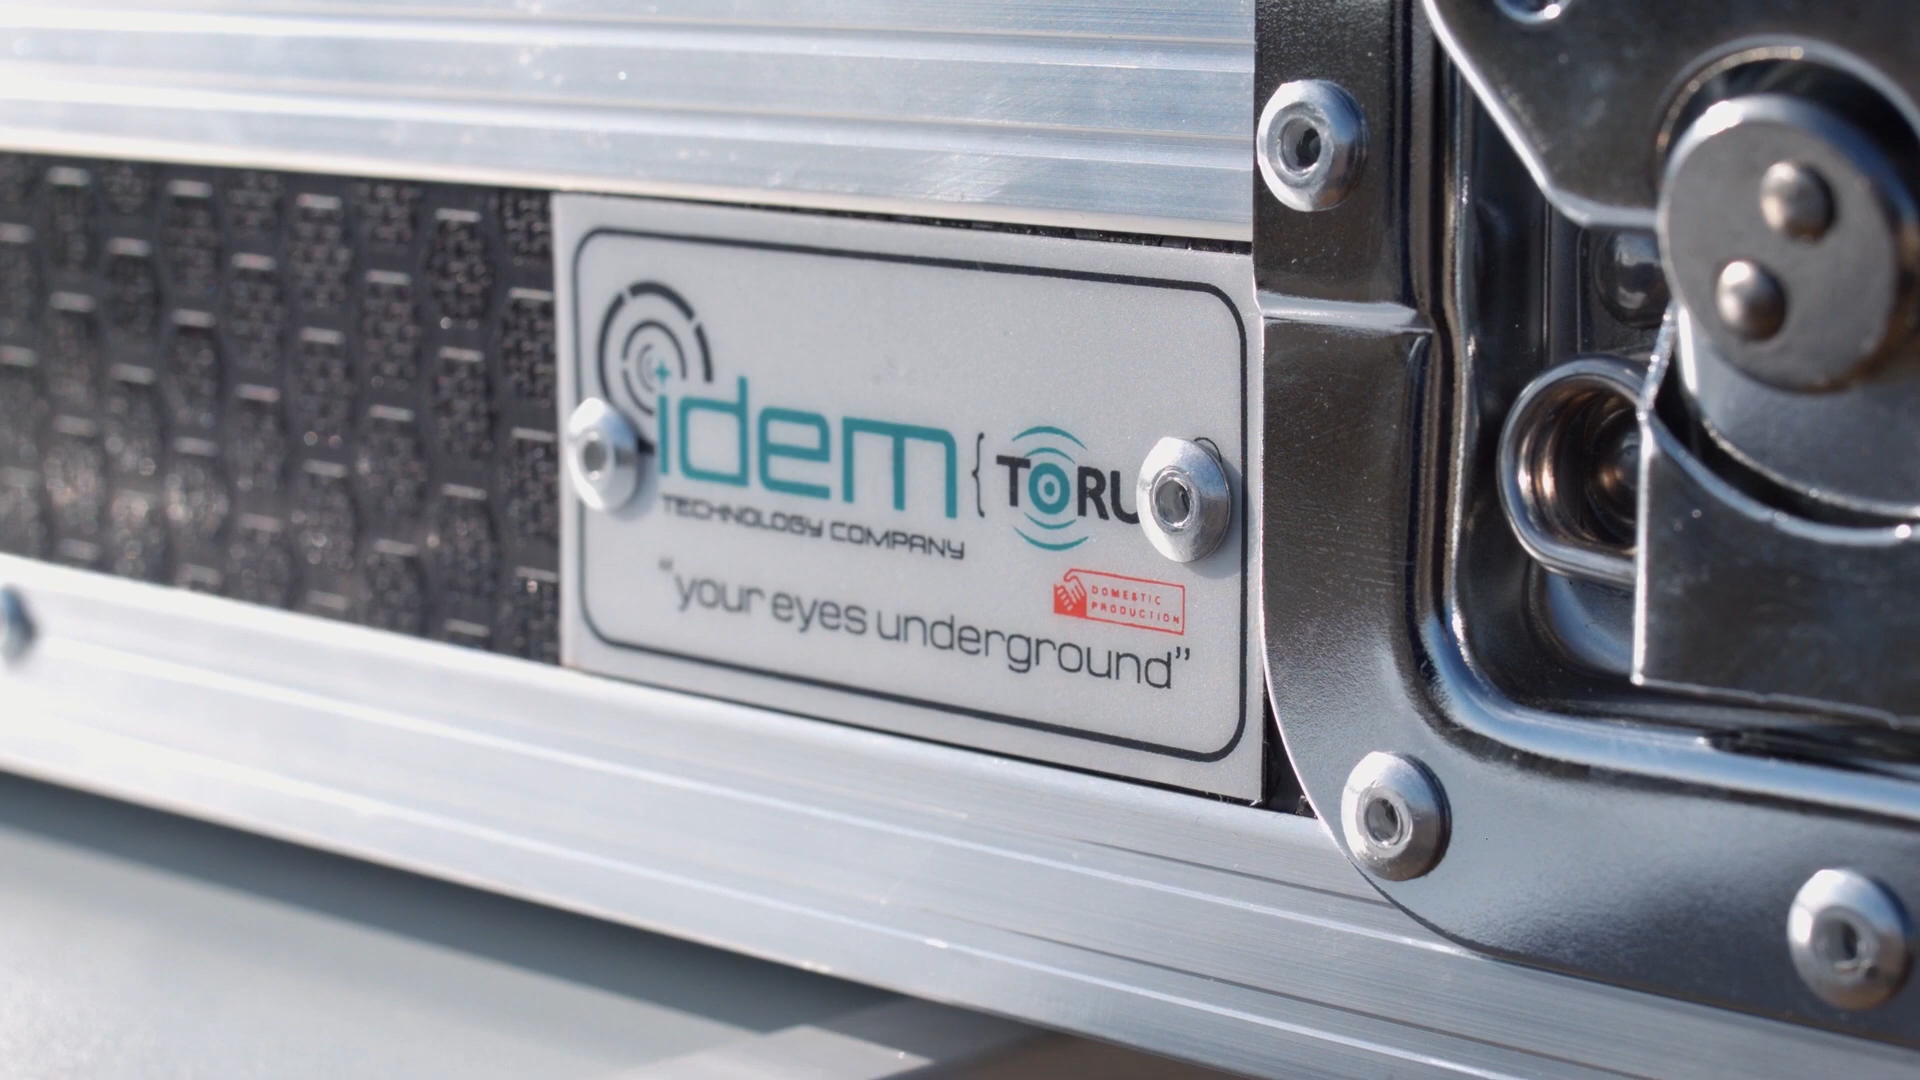 idem { TORU
TECHNOLOGY COMPANY
DOMESTIC
PRODUCTION
"your eyes underground"